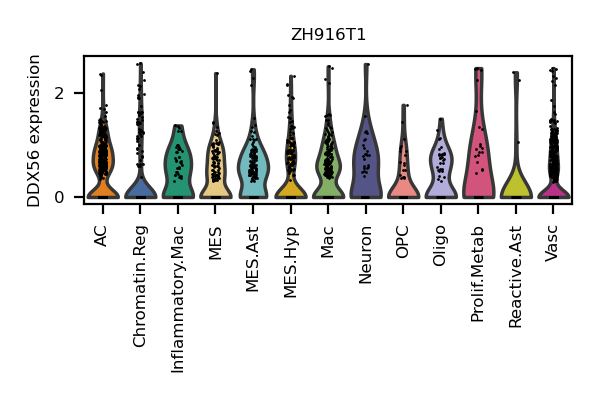 ZH916T1
DDX56 expression
2
0
AC
Chromatin.Reg
Inflammatory.Mac
MES
MES.Ast
MES.Hyp
Mac
Neuron
OPC
Oligo
Prolif.Metab
Reactive.Ast
Vasc